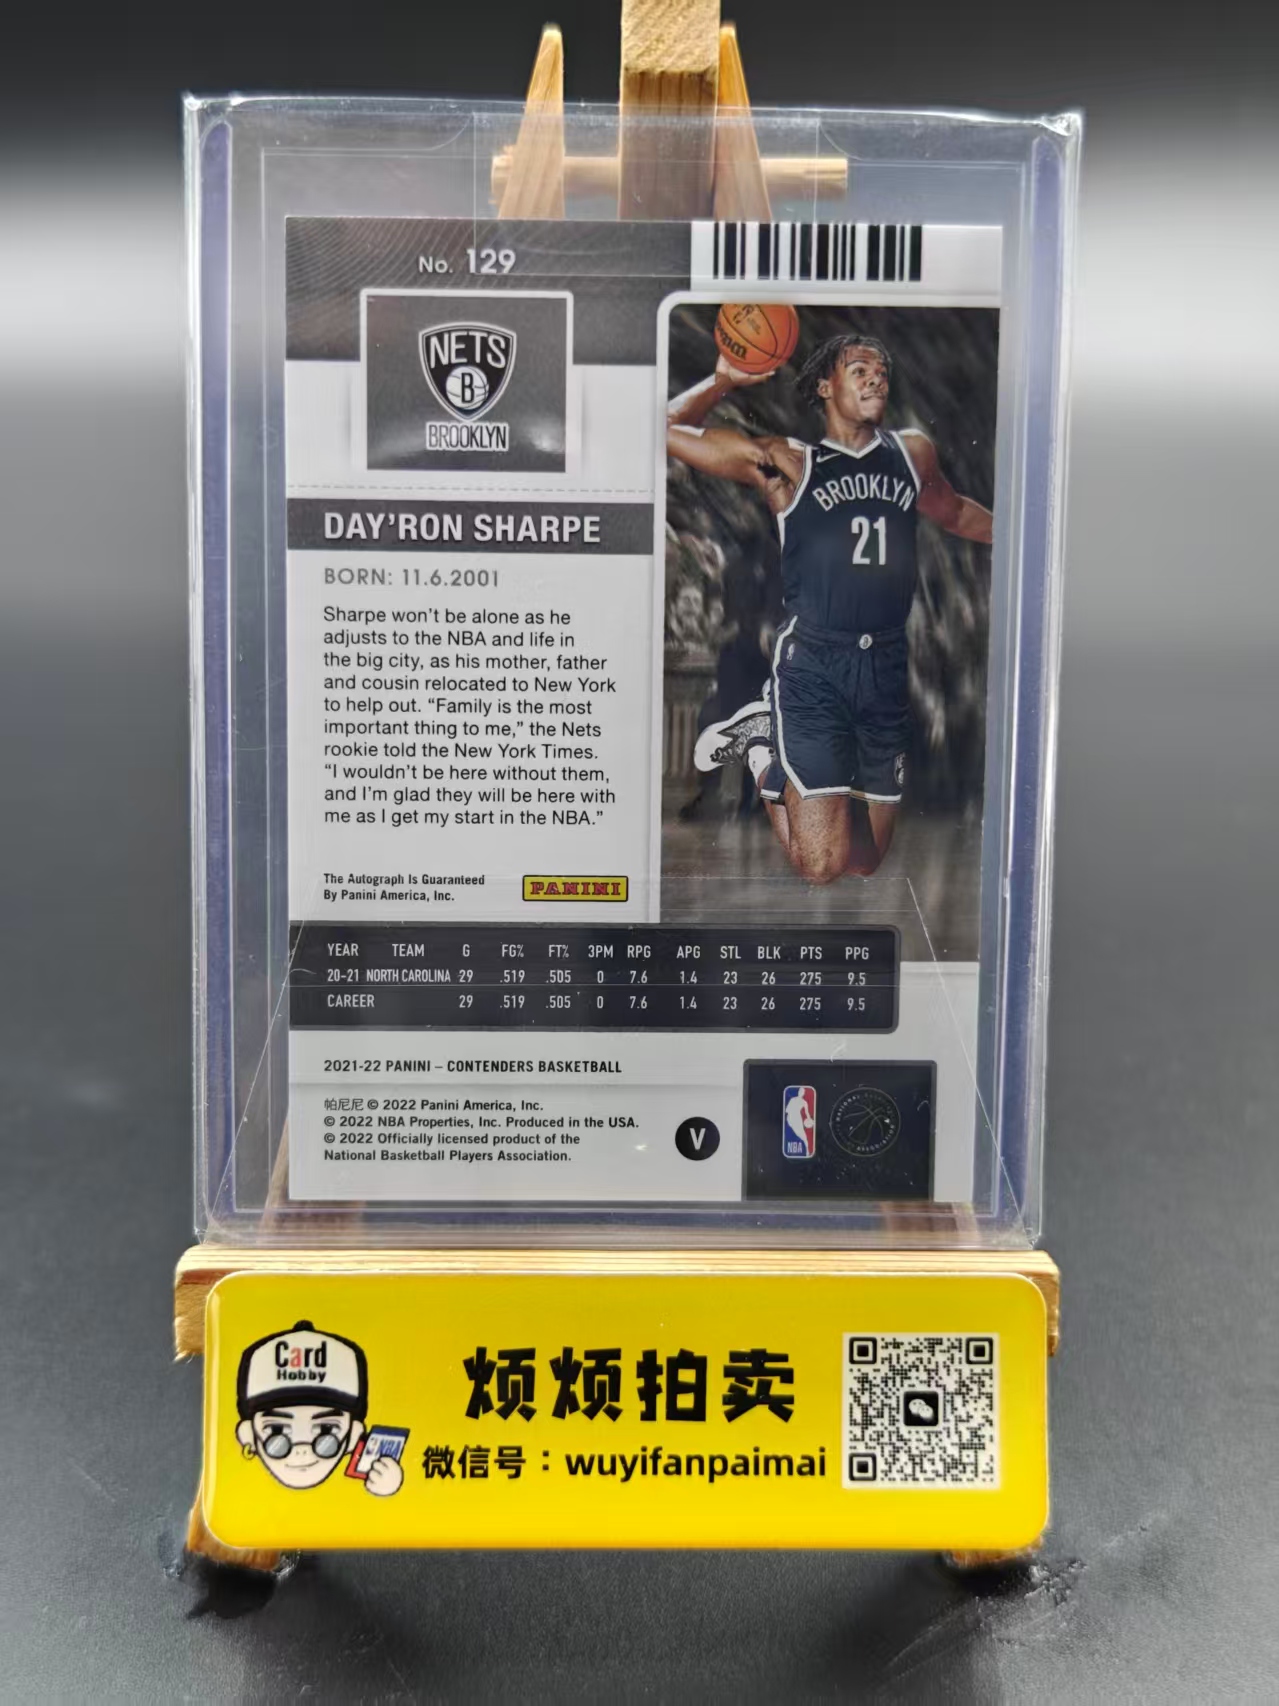 No. 129
NETS
B
BROOKLYN
DAY'RON SHARPE
BORN: 11.6.2001
Sharpe won't be alone as he
adjusts to the NBA and life in
the big city, as his mother, father
and cousin relocated to New York
to help out. “Family is the most
important thing to me,” the Nets
rookie told the New York Times.
“I wouldn't be here without them,
and I'm glad they will be here with
me as I get my start in the NBA.”
The Autograph Is Guaranteed
By Panini America, Inc.
PANINI
BROOKLYN
21
YEAR TEAM G FG% FT% 3PM RPG APG STL BLK PTS PPG
20-21 NORTH CAROLINA 29 .519 .505 0 7.6 1.4 23 26 275 9.5
CAREER 29 .519 .505 0 7.6 1.4 23 26 275 9.5
2021-22 PANINI – CONTENDERS BASKETBALL
帕尼尼 © 2022 Panini America, Inc.
© 2022 NBA Properties, Inc. Produced in the USA.
© 2022 Officially licensed product of the
National Basketball Players Association.
V
NBA
Card
Hobby
NBA
烦烦拍卖
微信号：wuyifanpaimai